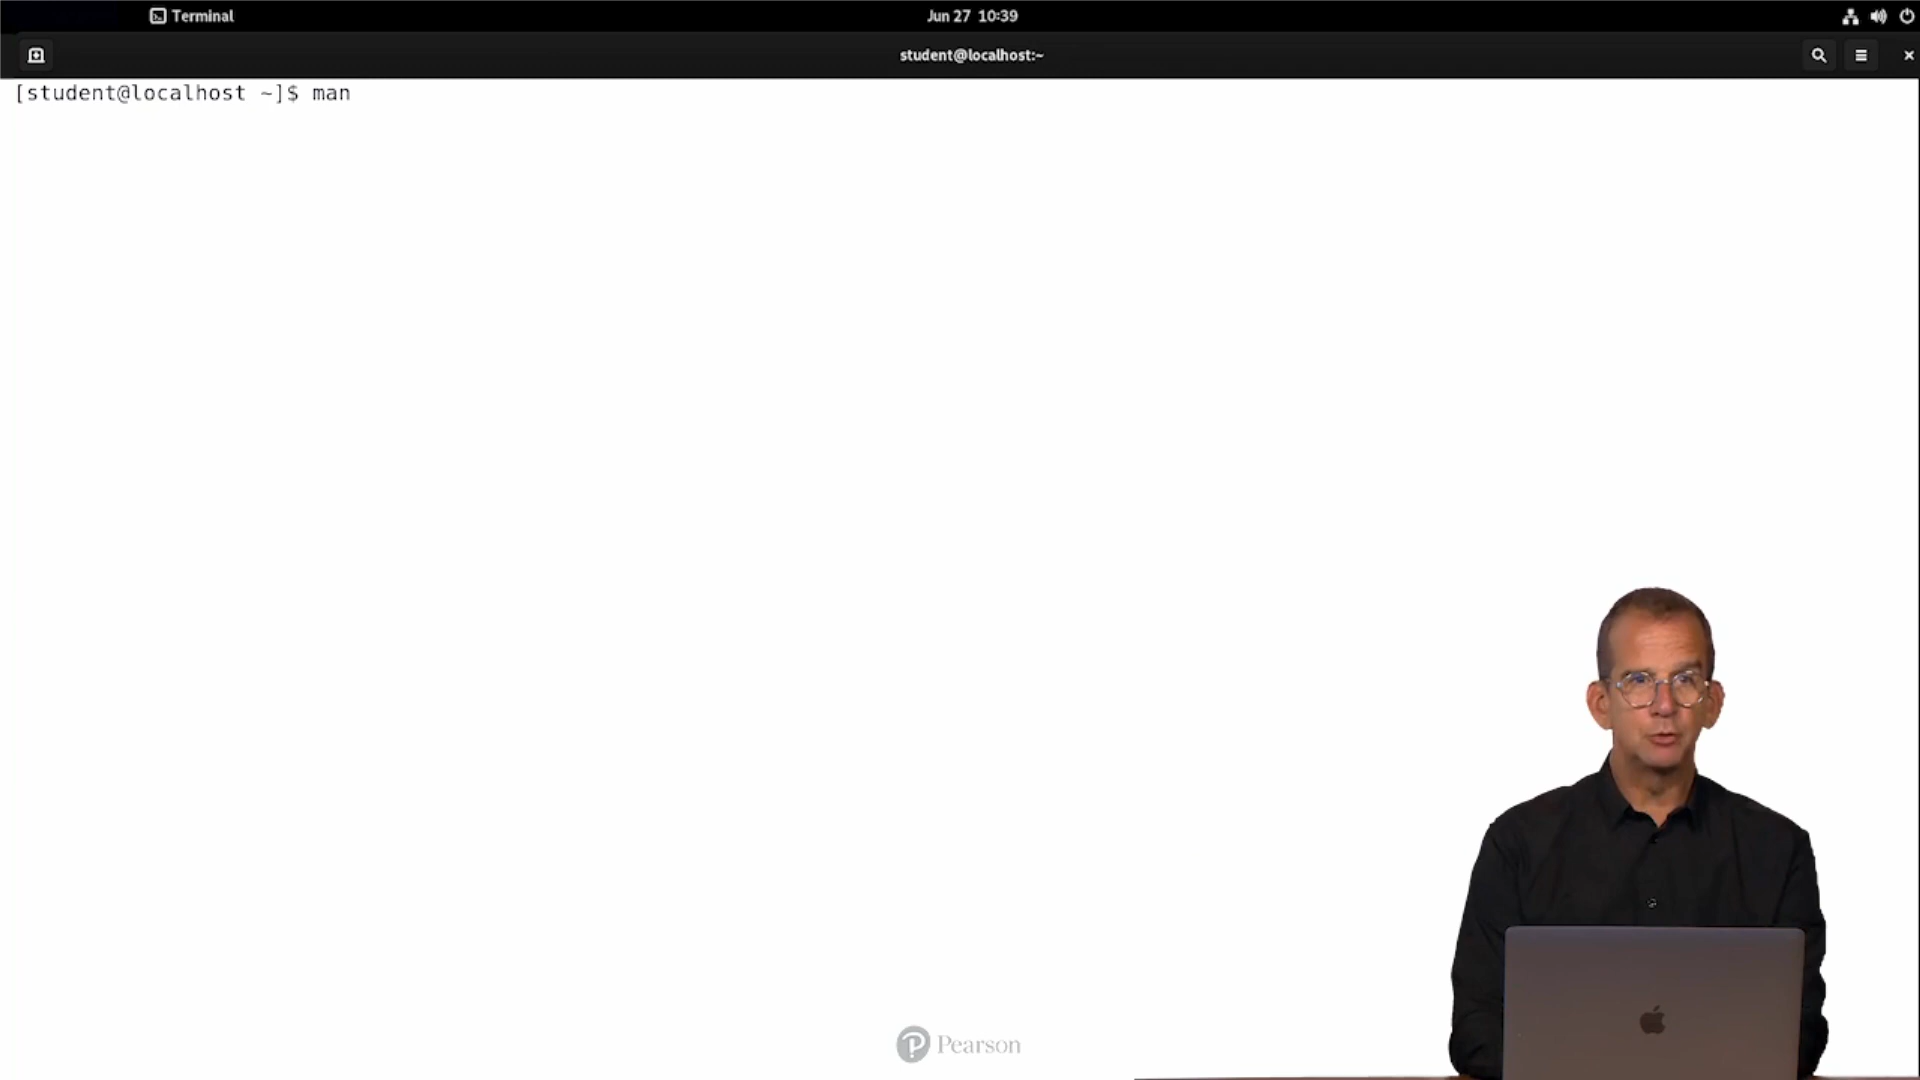 Terminal
Jun 27 10:39
student@localhost:~
[student@localhost ~]$ man
Pearson